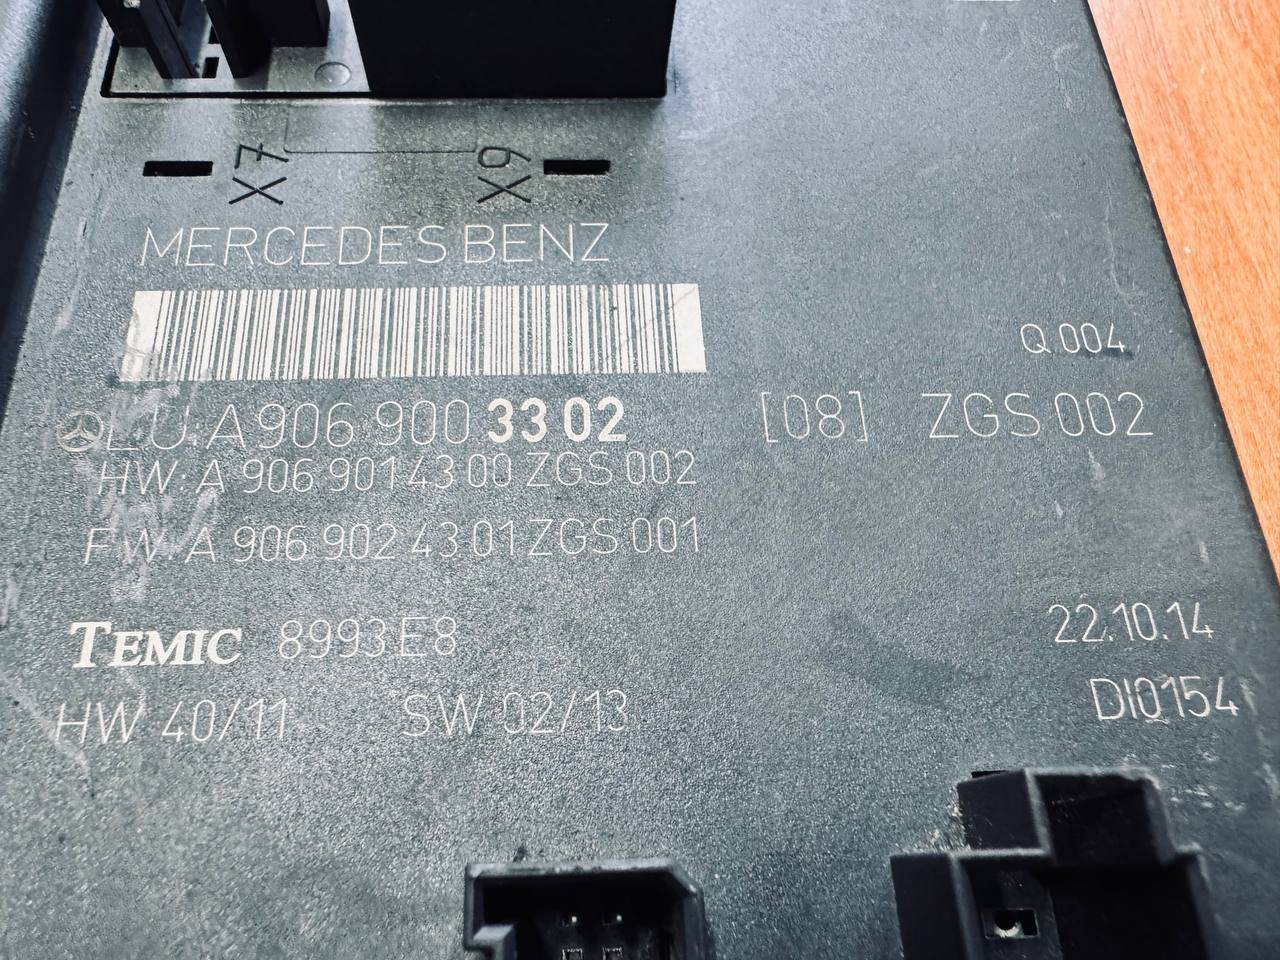 X7 X9
MERCEDES BENZ
Q 004
LU A 906 900 33 02 [08] ZGS 002
HW: A 906 901 43 00 ZGS 002
FW A 906 902 43 01 ZGS 001
TEMIC 8993E8 22.10.14
HW 40/11 SW 02/13 DI0154